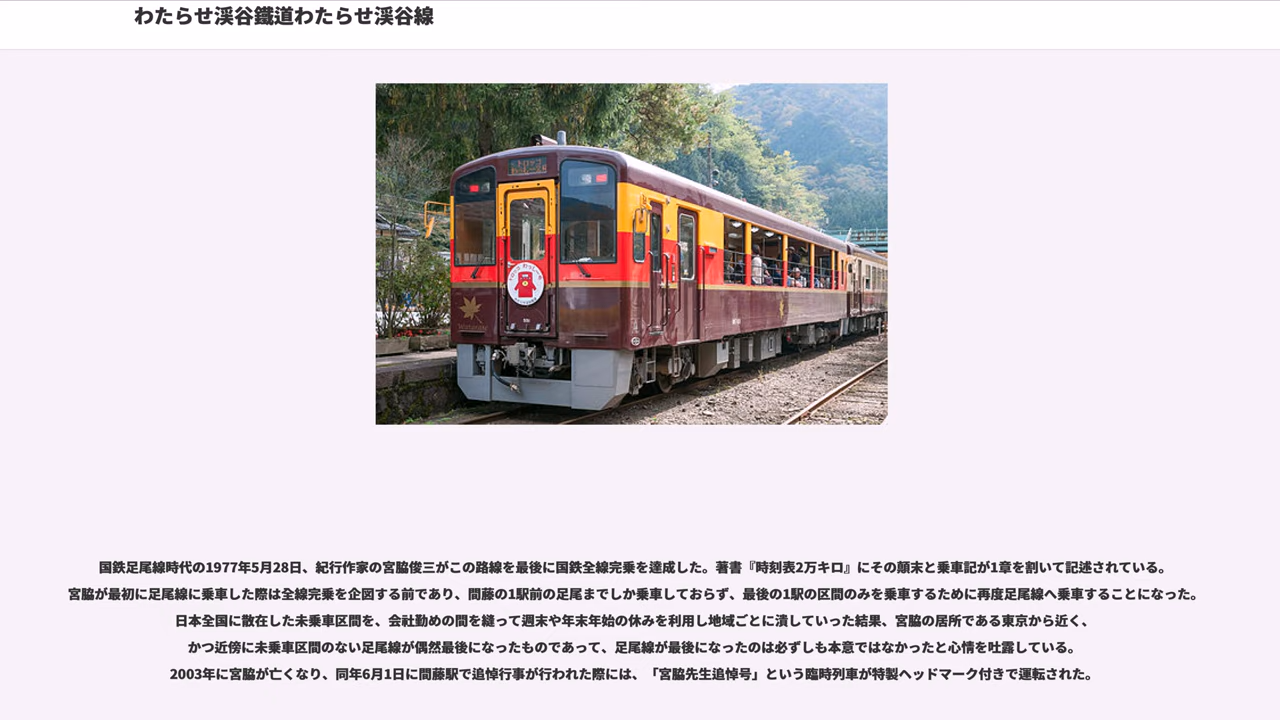 わたらせ渓谷鐵道わたらせ渓谷線
国鉄足尾線時代の1977年5月28日、紀行作家の宮脇俊三がこの路線を最後に国鉄全線完乗を達成した。著書『時刻表2万キロ』にその顛末と乗車記が1章を割いて記述されている。
宮脇が最初に足尾線に乗車した際は全線完乗を企図する前であり、間藤の1駅前の足尾までしか乗車しておらず、最後の1駅の区間のみを乗車するために再度足尾線へ乗車することになった。
日本全国に散在した未乗車区間を、会社勤めの間を縫って週末や年末年始の休みを利用し地域ごとに潰していった結果、宮脇の居所である東京から近く、
かつ近傍に未乗車区間のない足尾線が偶然最後になったものであって、足尾線が最後になったのは必ずしも本意ではなかったと心情を吐露している。
2003年に宮脇が亡くなり、同年6月1日に間藤駅で追悼行事が行われた際には、「宮脇先生追悼号」という臨時列車が特製ヘッドマーク付きで運転された。